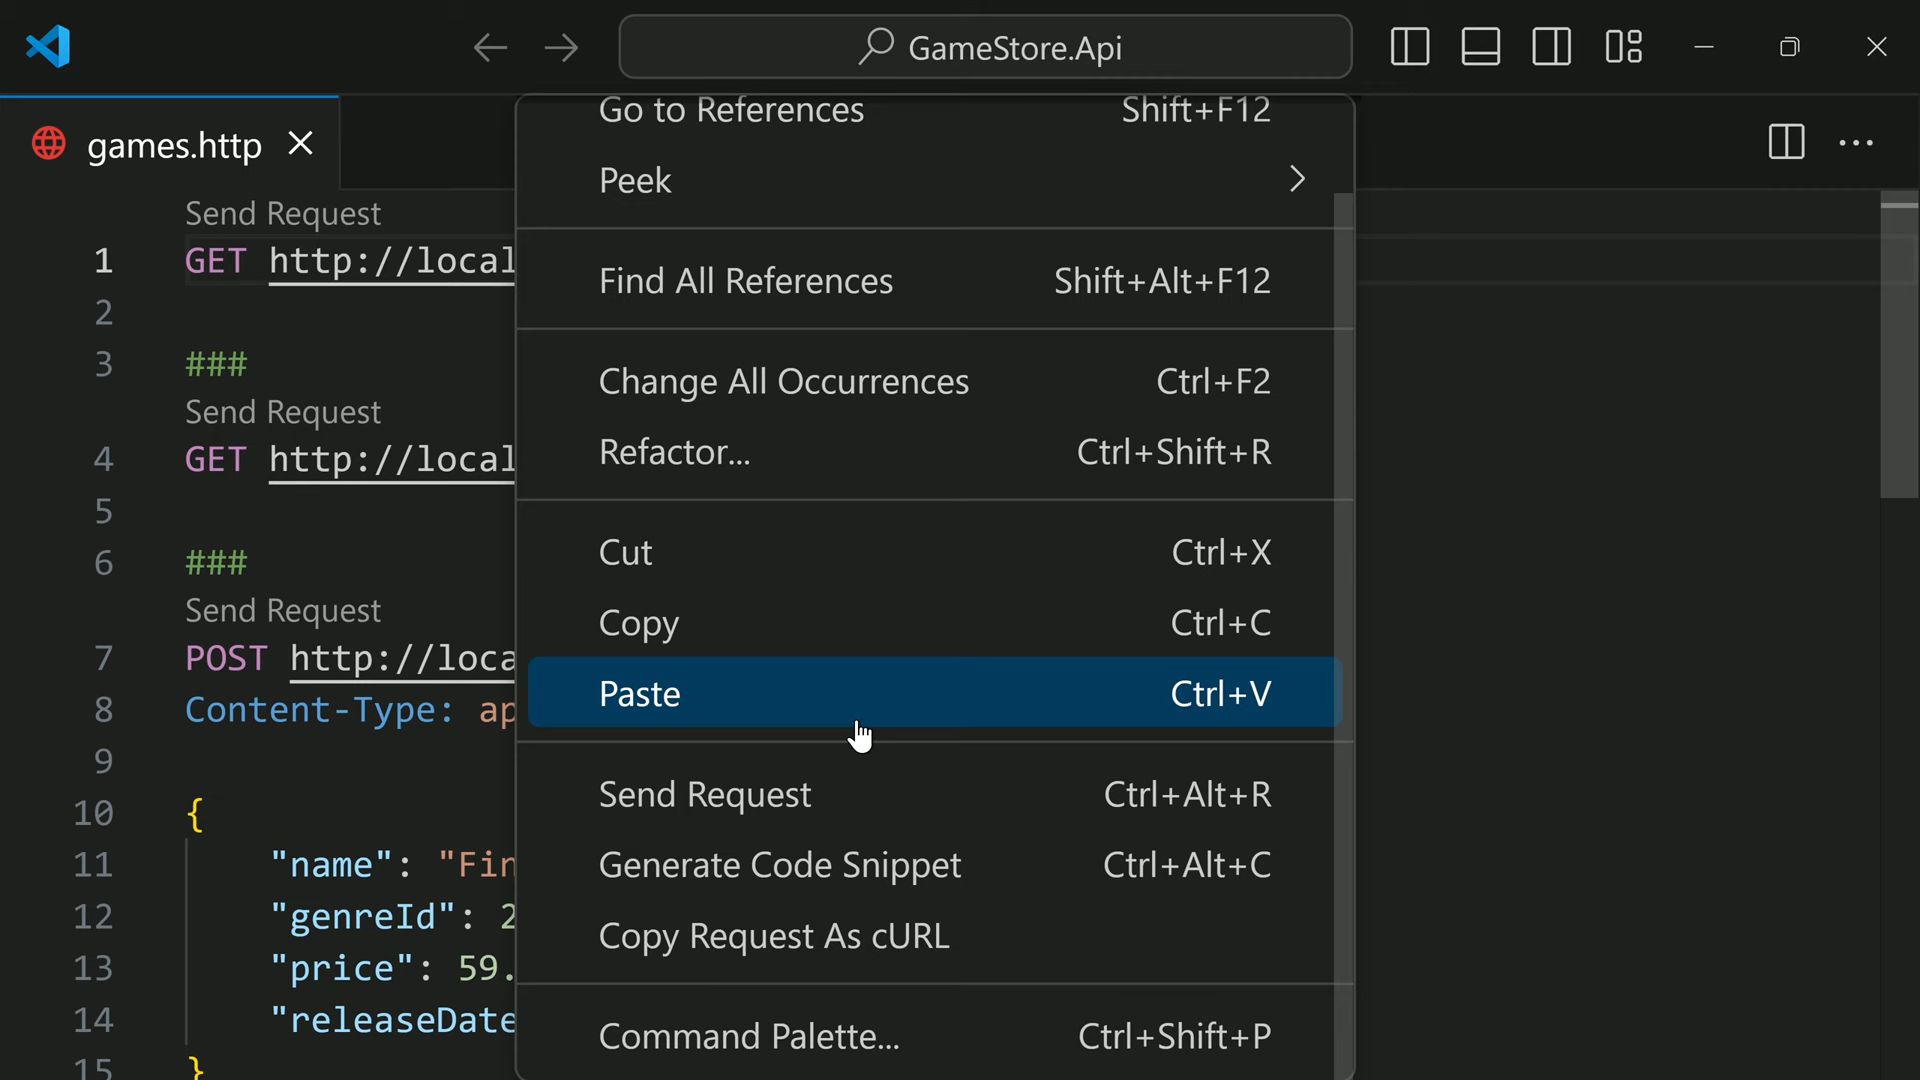 GameStore.Api
games.http
Go to References Shift+F12
Peek
Find All References Shift+Alt+F12
Change All Occurrences Ctrl+F2
Refactor... Ctrl+Shift+R
Cut Ctrl+X
Copy Ctrl+C
Paste Ctrl+V
Send Request Ctrl+Alt+R
Generate Code Snippet Ctrl+Alt+C
Copy Request As cURL
Command Palette... Ctrl+Shift+P
Send Request
1 GET http://local
2
3 ###
Send Request
4 GET http://local
5
6 ###
Send Request
7 POST http://loca
8 Content-Type: ap
9
10 {
11 "name": "Fin
12 "genreId": 2
13 "price": 59.
14 "releaseDate
15 }